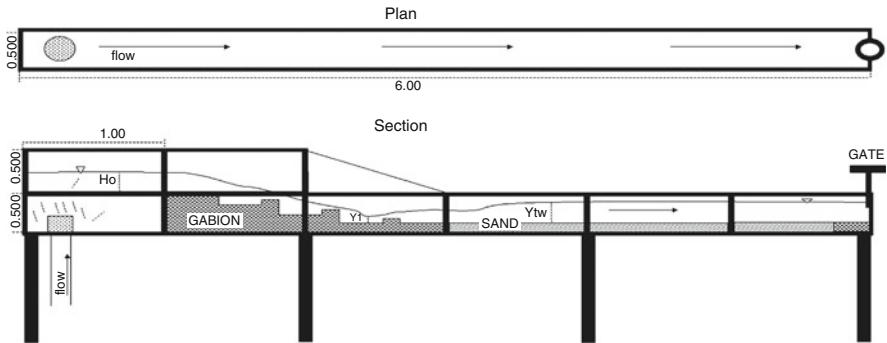 Plan
0.500
flow
6.00
Section
1.00
0.500
Ho
GATE
0.500
GABION
Y1
SAND
Ytw
flow